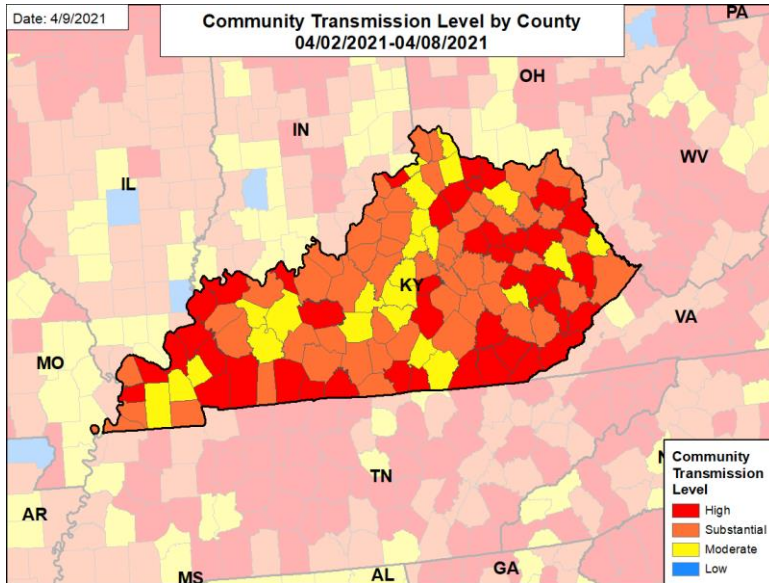 Date: 4/9/2021
Community Transmission Level by County
04/02/2021-04/08/2021
PA
OH
IN
WV
IL
KY
VA
MO
TN
N
AR
MS
AL
GA
Community
Transmission
Level
High
Substantial
Moderate
Low